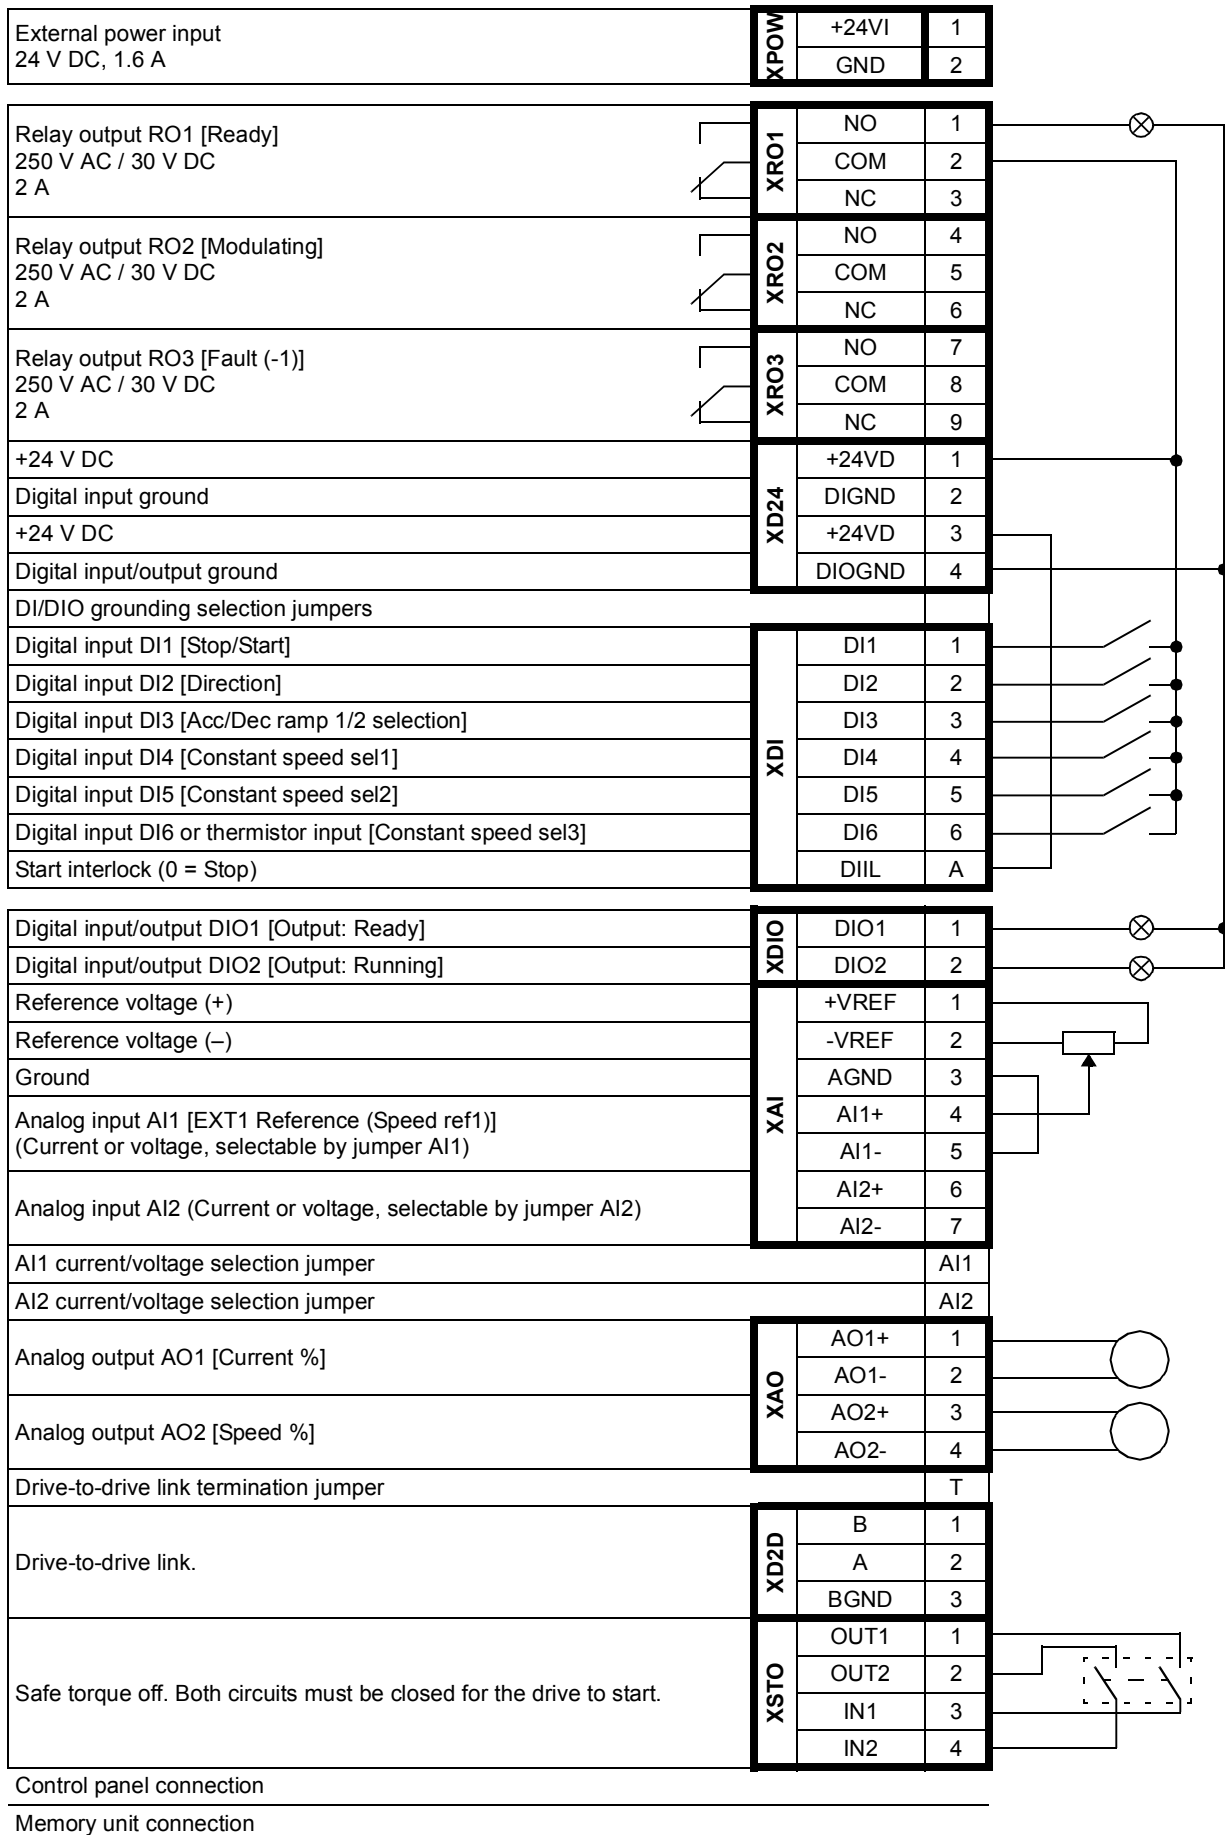 External power input
24 V DC, 1.6 A
XPOW
+24VI 1
GND 2
Relay output RO1 [Ready]
250 V AC / 30 V DC
2 A
XRO1
NO 1
COM 2
NC 3
Relay output RO2 [Modulating]
250 V AC / 30 V DC
2 A
XRO2
NO 4
COM 5
NC 6
Relay output RO3 [Fault (-1)]
250 V AC / 30 V DC
2 A
XRO3
NO 7
COM 8
NC 9
XD24
+24 V DC +24VD 1
Digital input ground DIGND 2
+24 V DC +24VD 3
Digital input/output ground DIOGND 4
DI/DIO grounding selection jumpers
XDI
Digital input DI1 [Stop/Start] DI1 1
Digital input DI2 [Direction] DI2 2
Digital input DI3 [Acc/Dec ramp 1/2 selection] DI3 3
Digital input DI4 [Constant speed sel1] DI4 4
Digital input DI5 [Constant speed sel2] DI5 5
Digital input DI6 or thermistor input [Constant speed sel3] DI6 6
Start interlock (0 = Stop) DIIL A
XDIO
Digital input/output DIO1 [Output: Ready] DIO1 1
Digital input/output DIO2 [Output: Running] DIO2 2
XAI
Reference voltage (+) +VREF 1
Reference voltage (–) -VREF 2
Ground AGND 3
Analog input AI1 [EXT1 Reference (Speed ref1)]
(Current or voltage, selectable by jumper AI1)
AI1+ 4
AI1- 5
Analog input AI2 (Current or voltage, selectable by jumper AI2)
AI2+ 6
AI2- 7
AI1 current/voltage selection jumper AI1
AI2 current/voltage selection jumper AI2
XAO
Analog output AO1 [Current %]
AO1+ 1
AO1- 2
Analog output AO2 [Speed %]
AO2+ 3
AO2- 4
Drive-to-drive link termination jumper T
Drive-to-drive link.
XD2D
B 1
A 2
BGND 3
Safe torque off. Both circuits must be closed for the drive to start.
XSTO
OUT1 1
OUT2 2
IN1 3
IN2 4
Control panel connection
Memory unit connection